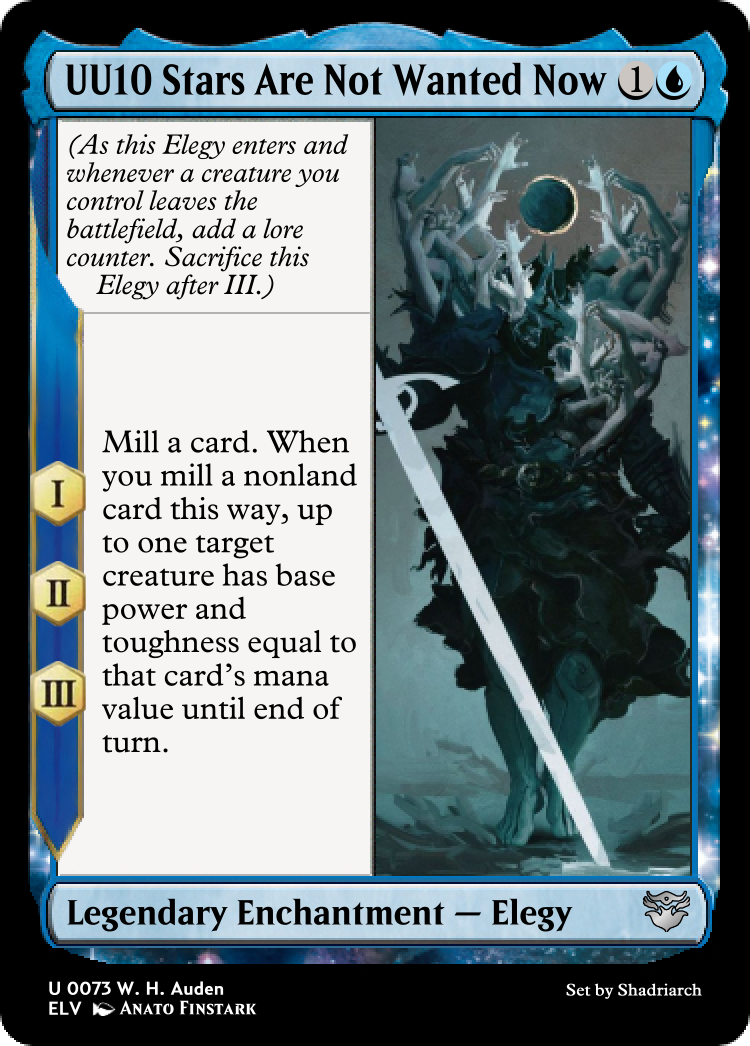 UU10 Stars Are Not Wanted Now 1
(As this Elegy enters and
whenever a creature you
control leaves the
battlefield, add a lore
counter. Sacrifice this
Elegy after III.)
I
II
III
Mill a card. When
you mill a nonland
card this way, up
to one target
creature has base
power and
toughness equal to
that card’s mana
value until end of
turn.
Legendary Enchantment — Elegy
U 0073 W. H. Auden
ELV Anato Finstark
Set by Shadriarch